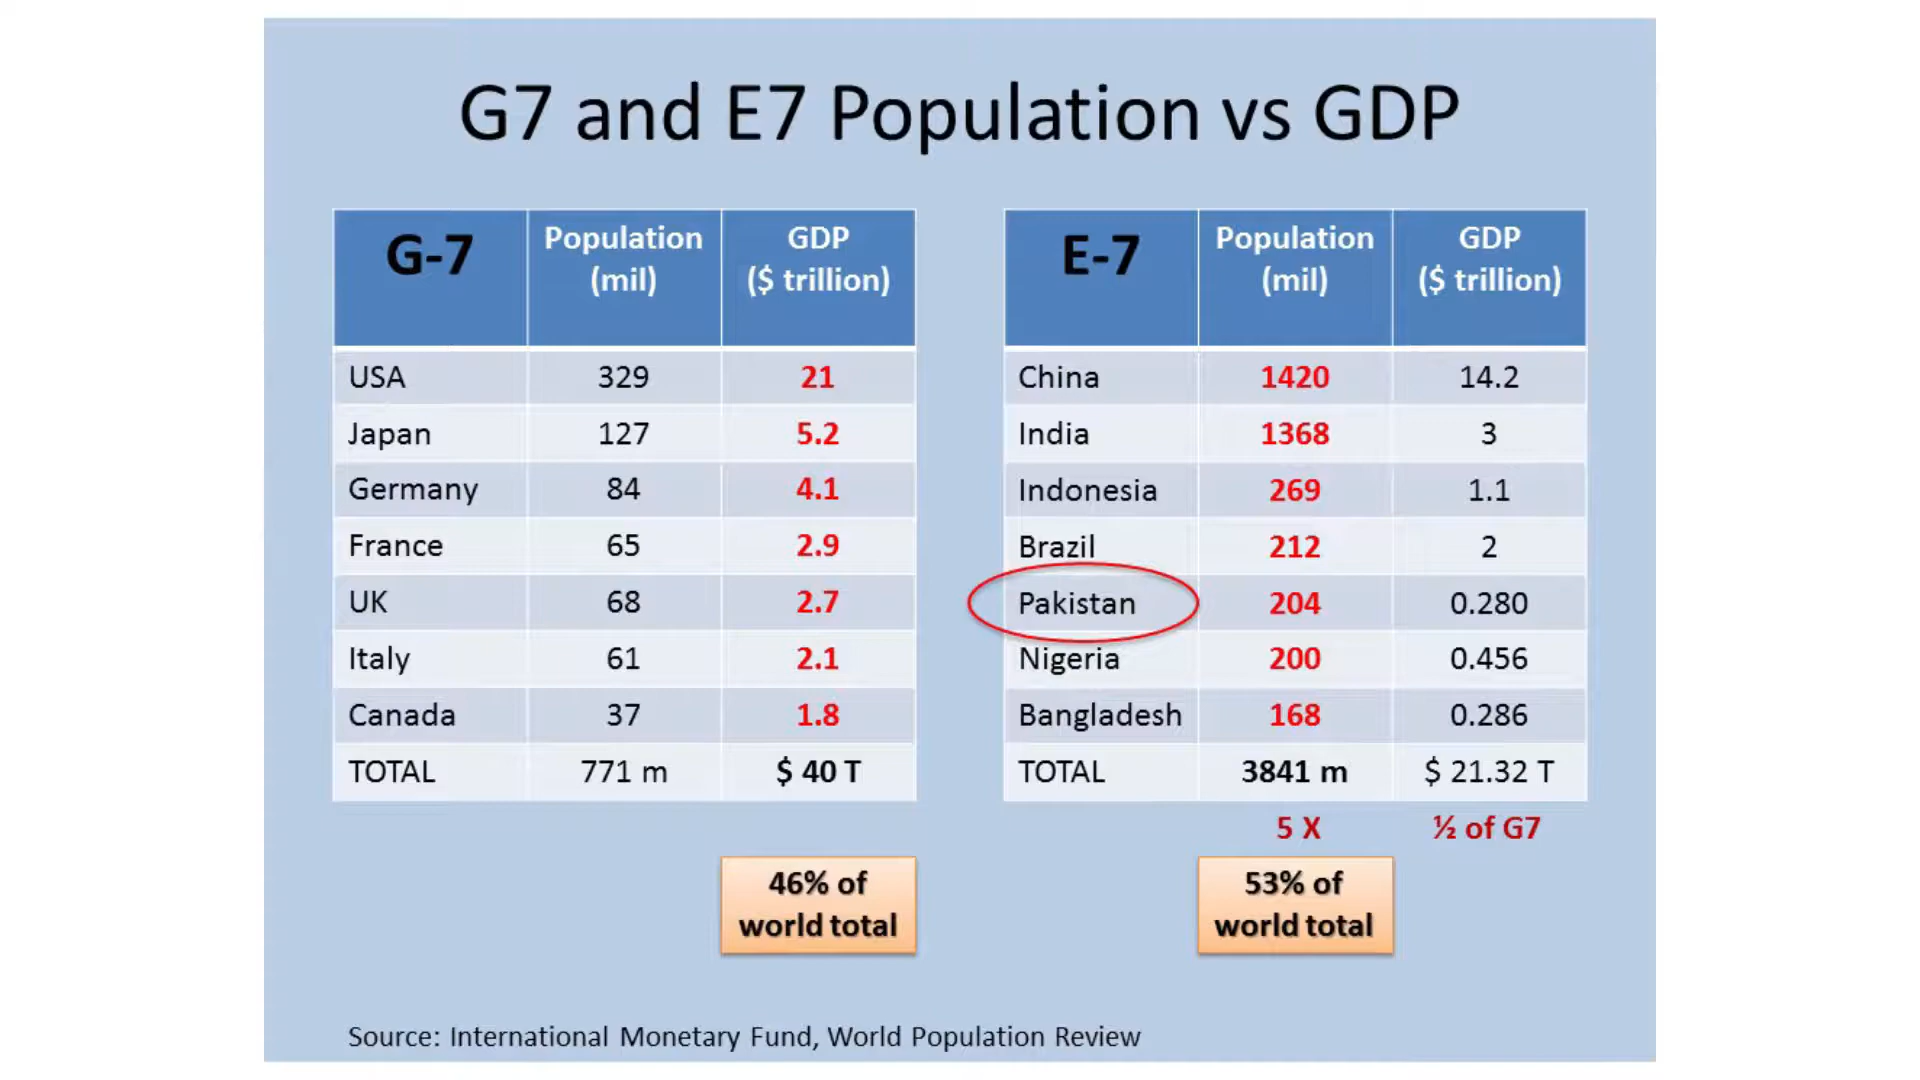 G7 and E7 Population vs GDP
G-7 Population (mil) GDP ($ trillion)
USA 329 21
Japan 127 5.2
Germany 84 4.1
France 65 2.9
UK 68 2.7
Italy 61 2.1
Canada 37 1.8
TOTAL 771 m $ 40 T
46% of
world total
E-7 Population (mil) GDP ($ trillion)
China 1420 14.2
India 1368 3
Indonesia 269 1.1
Brazil 212 2
Pakistan 204 0.280
Nigeria 200 0.456
Bangladesh 168 0.286
TOTAL 3841 m $ 21.32 T
5 X ½ of G7
53% of
world total
Source: International Monetary Fund, World Population Review